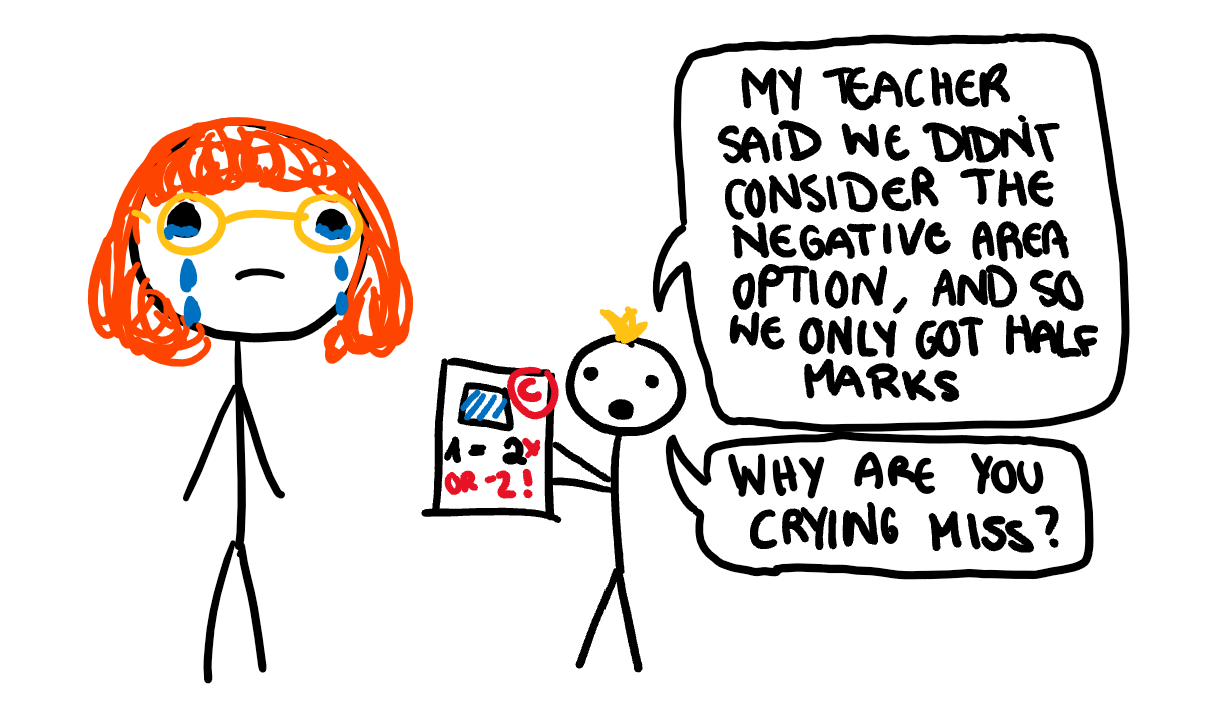 MY TEACHER
SAID WE DIDN'T
CONSIDER THE
NEGATIVE AREA
OPTION, AND SO
WE ONLY GOT HALF
MARKS
C
1 = 2x
OR -2!
WHY ARE YOU
CRYING MISS?